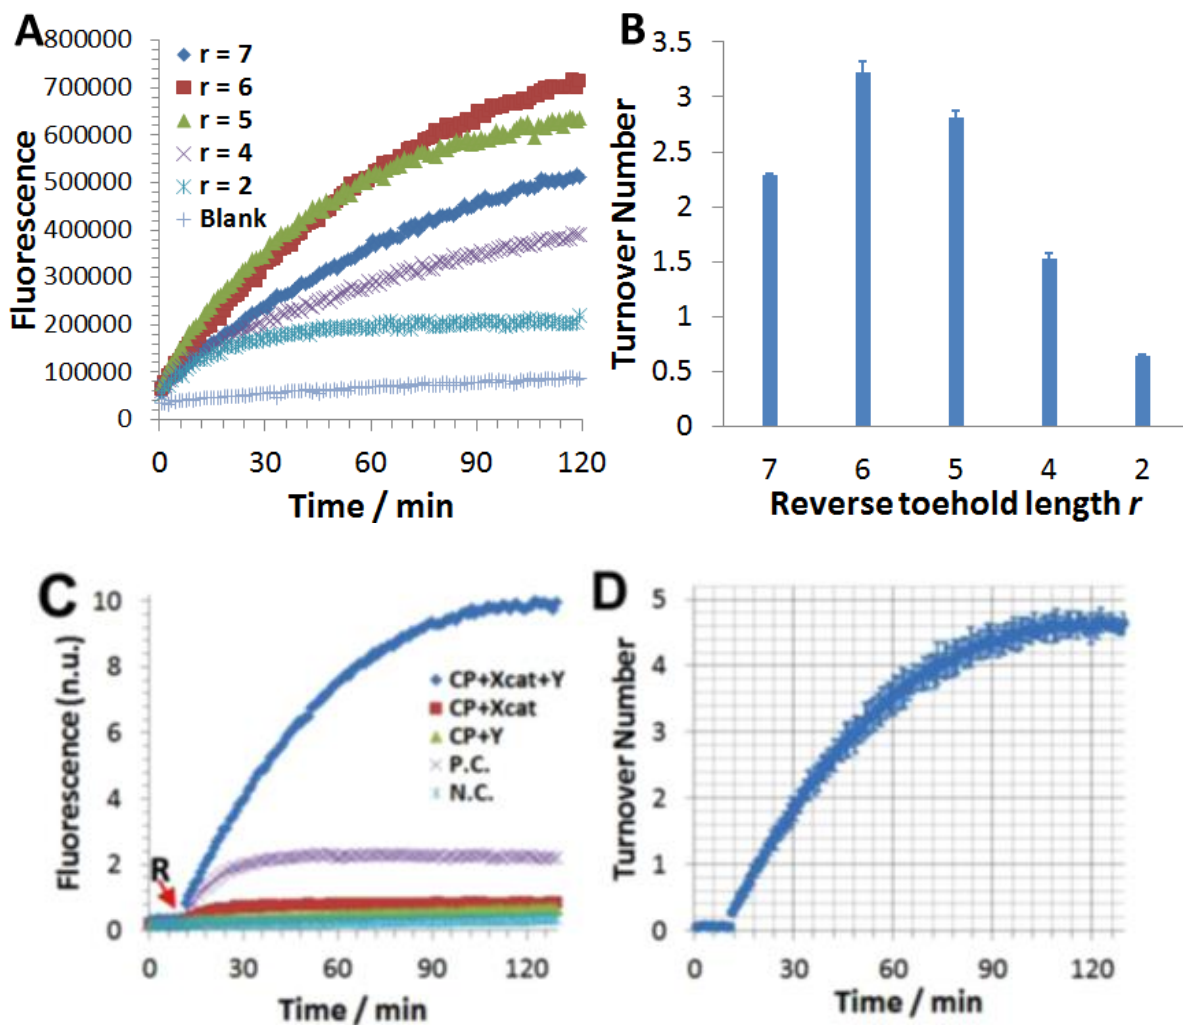 A
Fluorescence
800000
700000
600000
500000
400000
300000
200000
100000
0
r = 7
r = 6
r = 5
r = 4
r = 2
Blank
0 30 60 90 120
Time / min
B
Turnover Number
3.5
3
2.5
2
1.5
1
0.5
0
7 6 5 4 2
Reverse toehold length r
C
Fluorescence (n.u.)
10
8
6
4
2
0
CP+Xcat+Y
CP+Xcat
CP+Y
P.C.
N.C.
R
0 30 60 90 120
Time / min
D
Turnover Number
5
4
3
2
1
0
0 30 60 90 120
Time / min